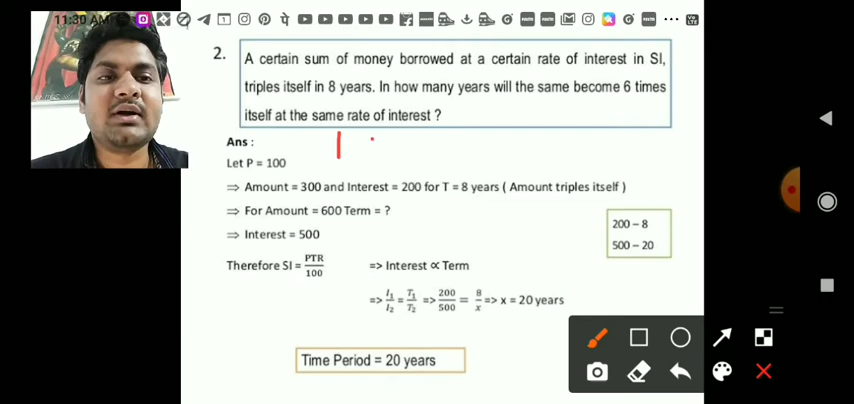 11:30 AM
2. A certain sum of money borrowed at a certain rate of interest in SI,
triples itself in 8 years. In how many years will the same become 6 times
itself at the same rate of interest ?
Ans :
Let P = 100
⇒ Amount = 300 and Interest = 200 for T = 8 years ( Amount triples itself )
⇒ For Amount = 600 Term = ?
⇒ Interest = 500
200 – 8
500 – 20
Therefore SI = PTR/100 => Interest ∝ Term
=> I₁/I₂ = T₁/T₂ => 200/500 = 8/x => x = 20 years
Time Period = 20 years